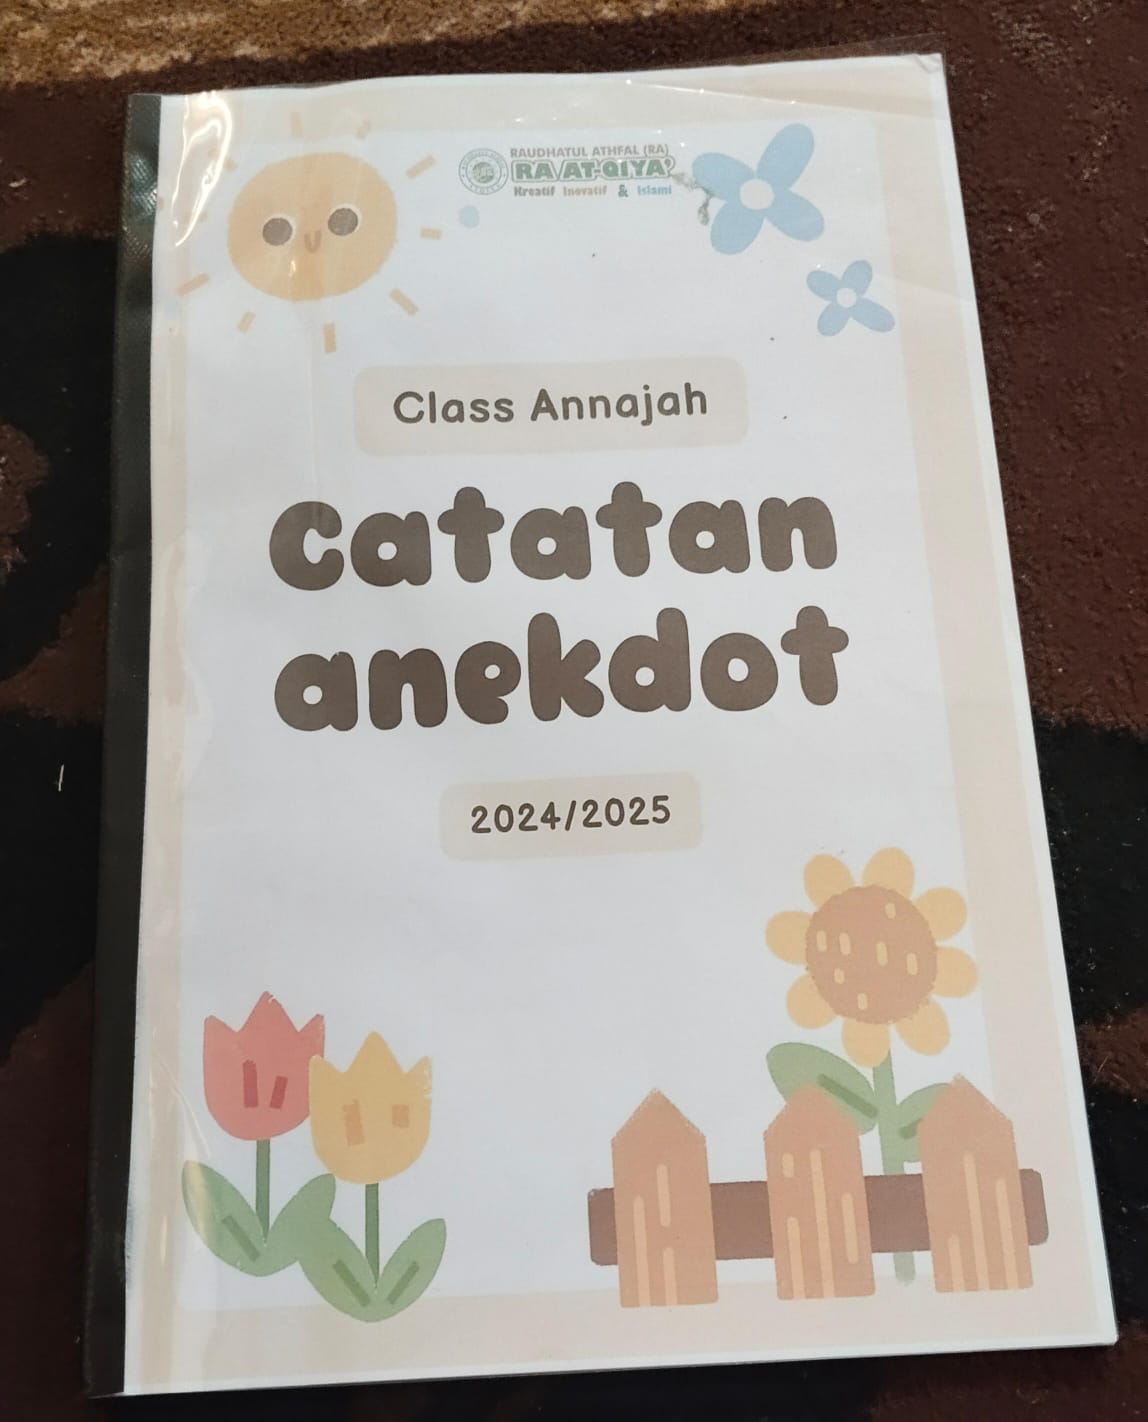 RAUDHATUL ATHFAL (RA)
RA AT-QIYA'
Kreatif Inovatif & Islami
Class Annajah
Catatan
anekdot
2024/2025